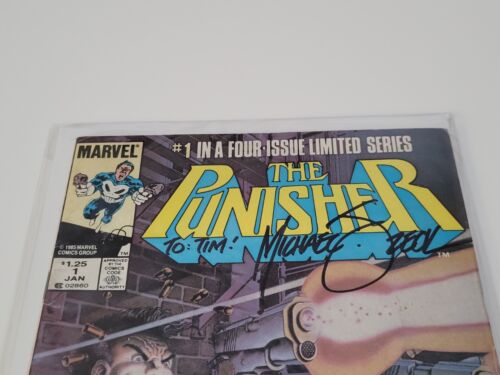 #1 IN A FOUR-ISSUE LIMITED SERIES
MARVEL®
THE
PUNISHER
TM
TO: TIM!
MICHAEL ZECK
© 1985 MARVEL
COMICS GROUP
TM
$1.25
1
JAN
02860
APPROVED
BY THE
COMICS
CODE
AUTHORITY